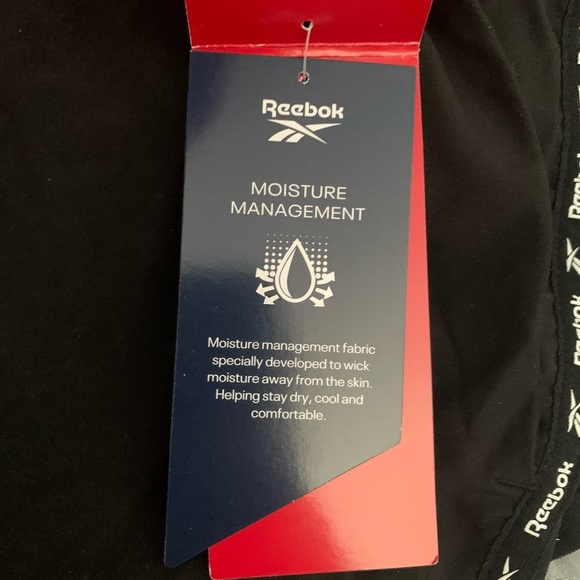 Reebok
MOISTURE
MANAGEMENT
Moisture management fabric
specially developed to wick
moisture away from the skin.
Helping stay dry, cool and
comfortable.
Reebok
Reebok
Reebok